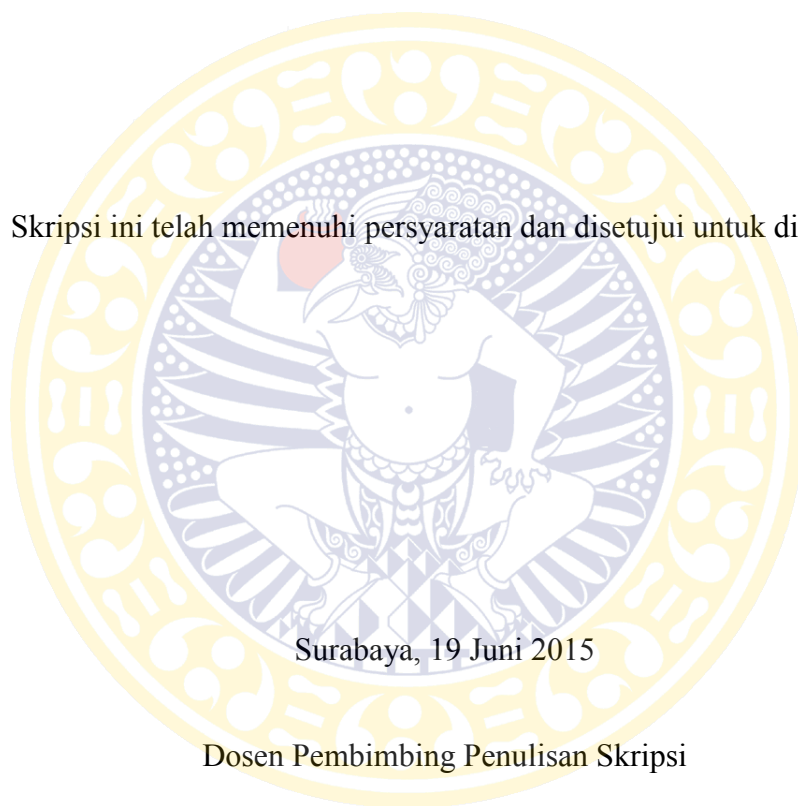 Skripsi ini telah memenuhi persyaratan dan disetujui untuk di
Surabaya, 19 Juni 2015
Dosen Pembimbing Penulisan Skripsi